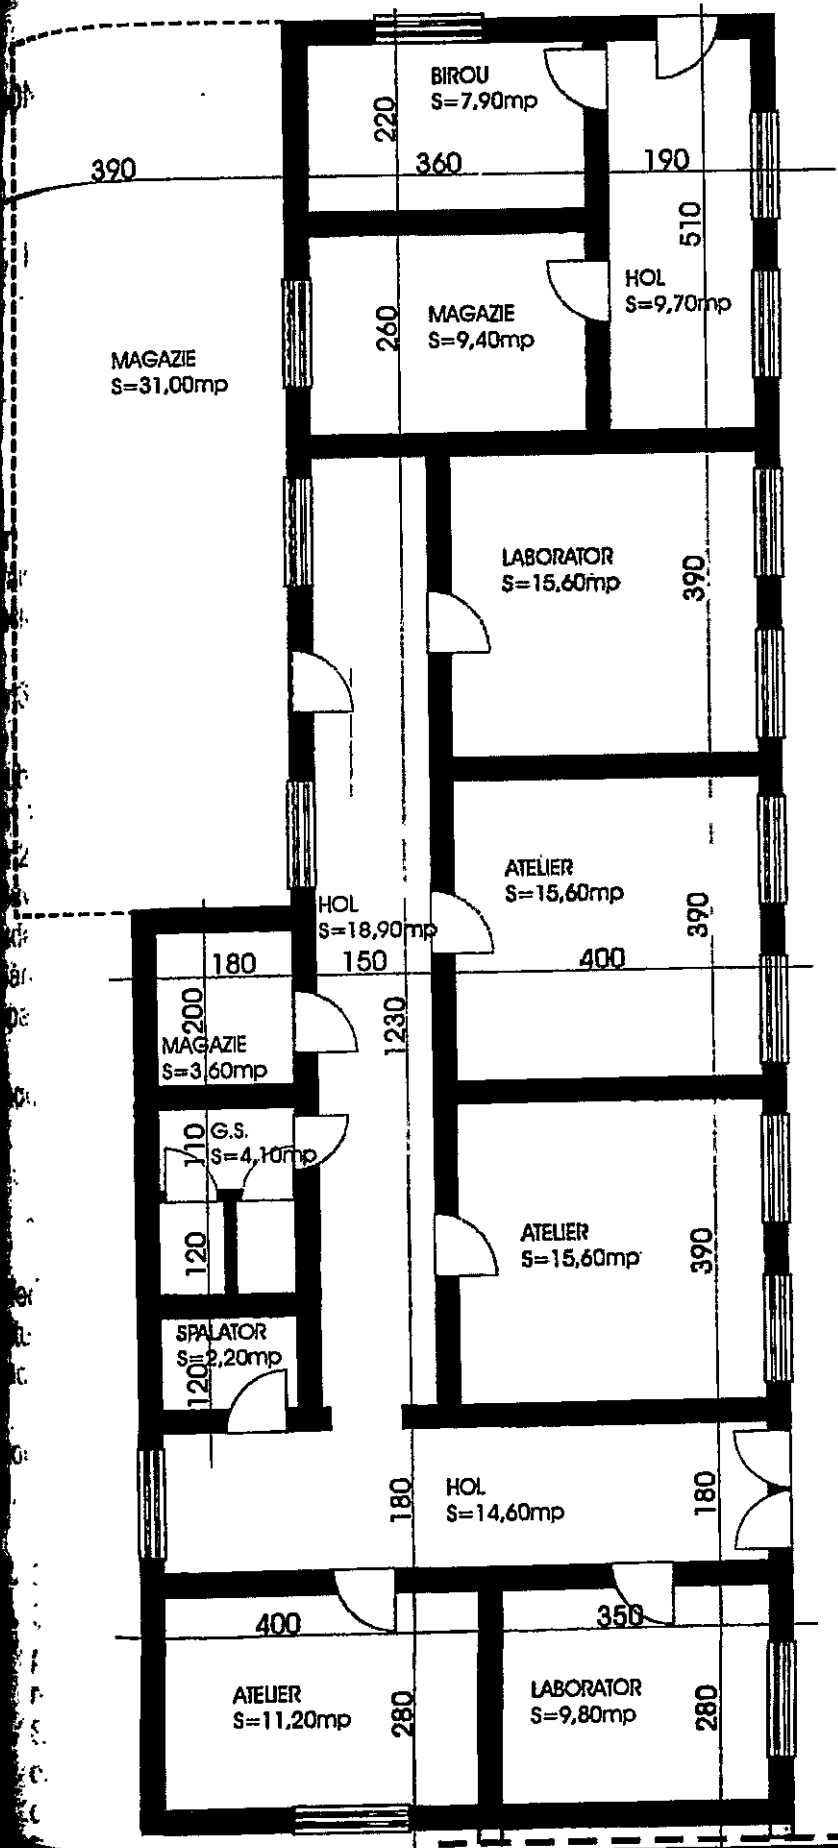 BIROU
S=7,90mp
220
390
360
190
510
HOL
S=9,70mp
MAGAZIE
S=9,40mp
260
MAGAZIE
S=31,00mp
LABORATOR
S=15,60mp
390
ATELIER
S=15,60mp
390
HOL
S=18,90mp
180
150
400
200
1230
MAGAZIE
S=3,60mp
110
G.S.
S=4,10mp
120
ATELIER
S=15,60mp
390
SPALATOR
S=2,20mp
120
HOL
S=14,60mp
180
180
400
350
ATELIER
S=11,20mp
280
LABORATOR
S=9,80mp
280